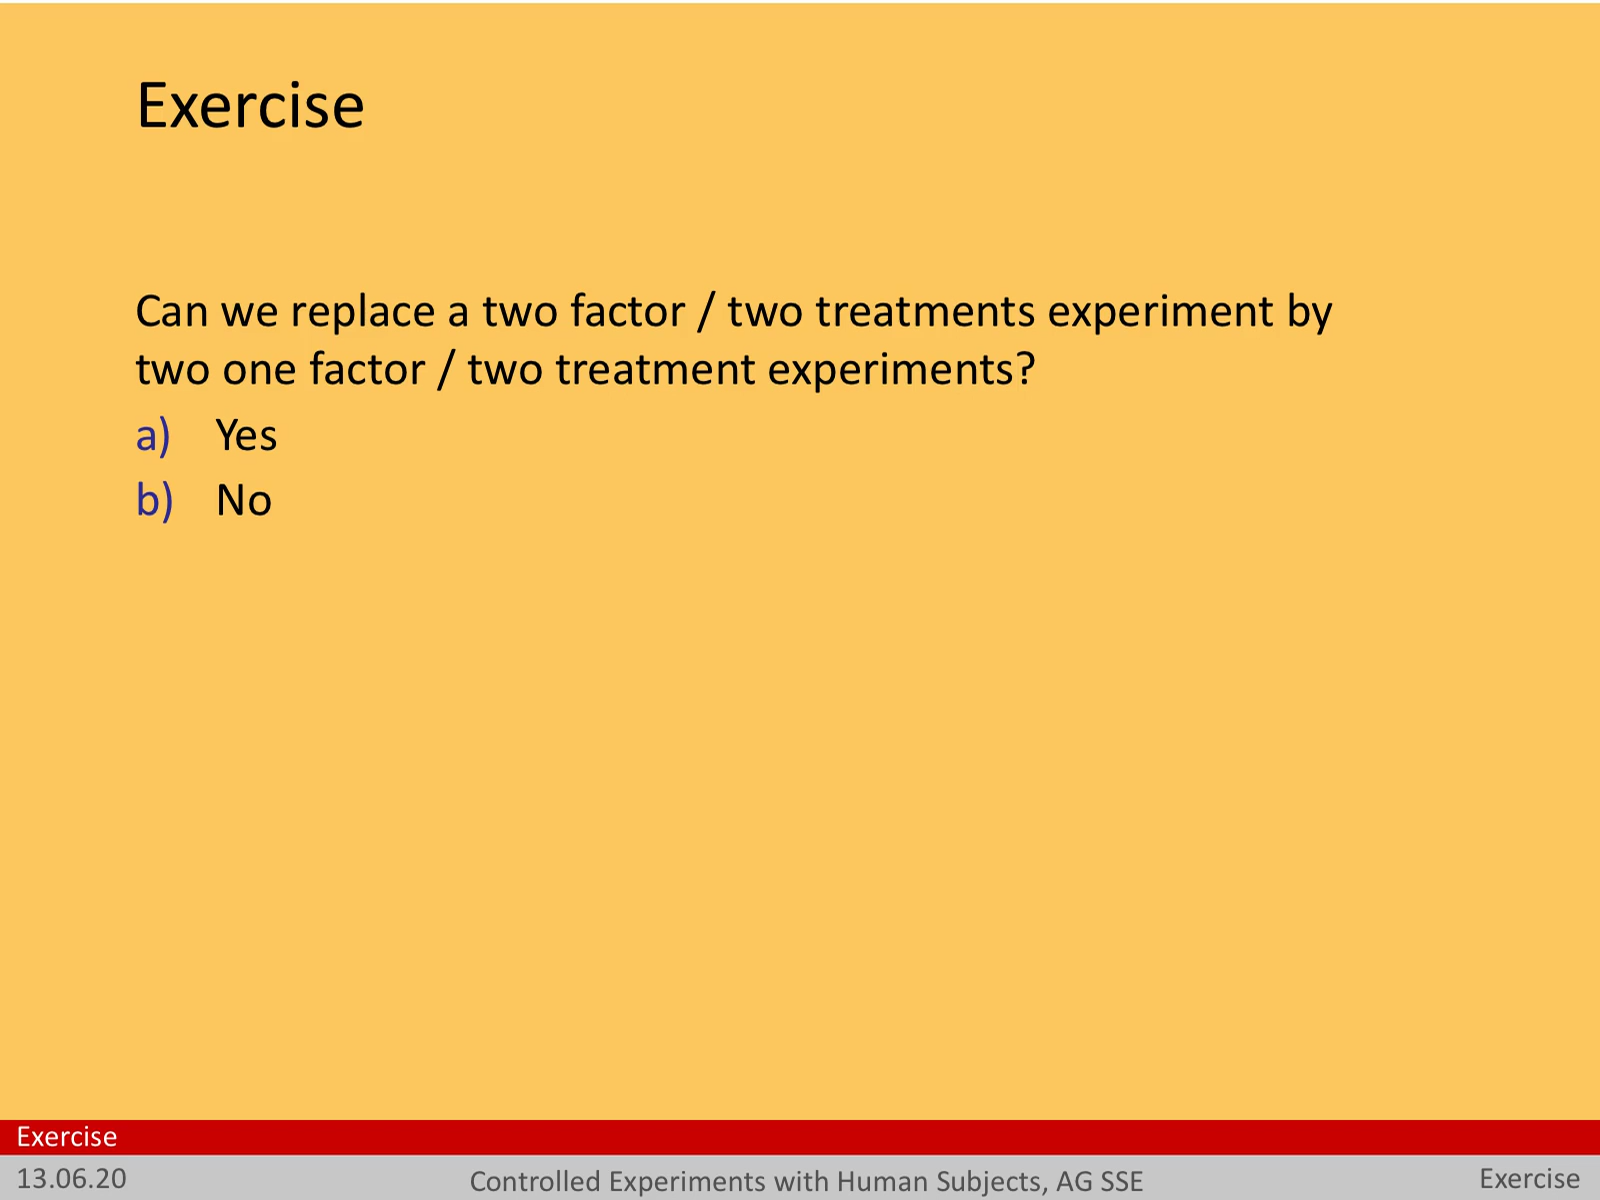 Exercise
Can we replace a two factor / two treatments experiment by
two one factor / two treatment experiments?
a) Yes
b) No
Exercise
13.06.20
Controlled Experiments with Human Subjects, AG SSE
Exercise